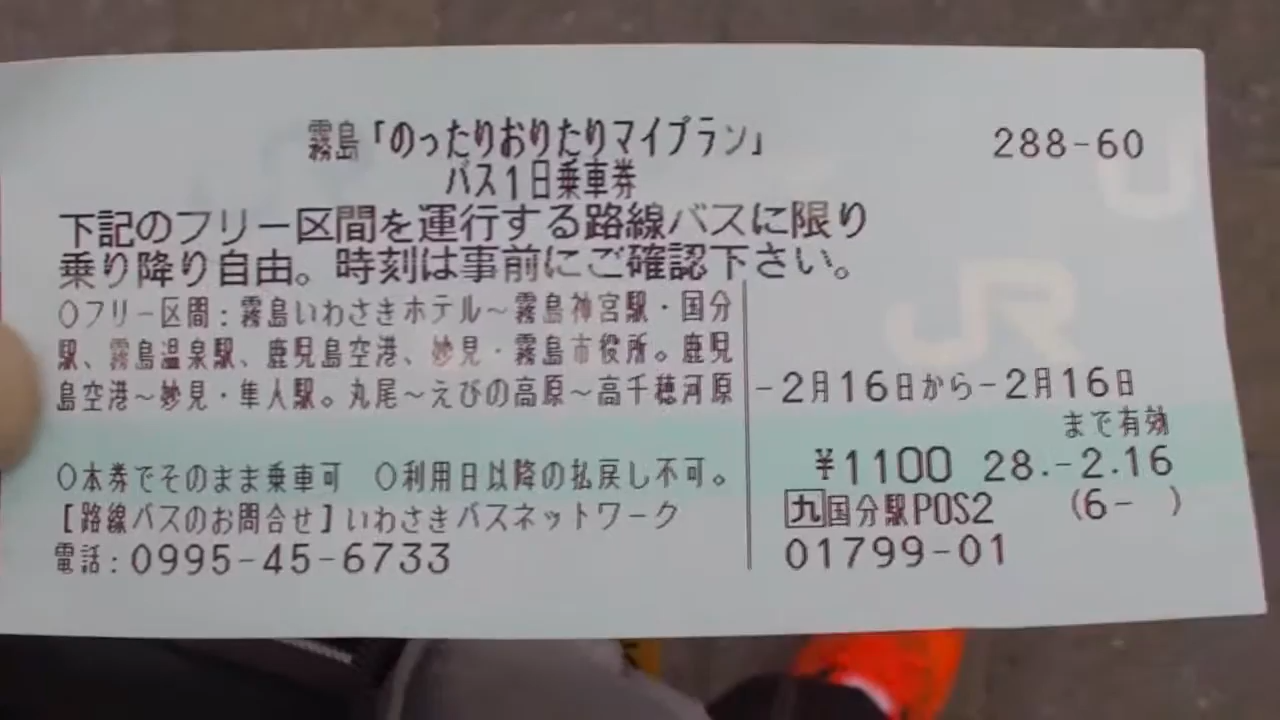 霧島「のったりおりたりマイプラン」
288-60
バス1日乗車券
下記のフリー区間を運行する路線バスに限り
乗り降り自由。時刻は事前にご確認下さい。
○フリー区間:霧島いわさきホテル~霧島神宮駅・国分
駅、霧島温泉駅、鹿児島空港、妙見・霧島市役所。鹿児
島空港~妙見・隼人駅。丸尾~えびの高原~高千穂河原
-2月16日から-2月16日
まで有効
¥1100 28.-2.16
○本券でそのまま乗車可 ○利用日以降の払戻し不可。
[路線バスのお問合せ]いわさきバスネットワーク
電話:0995-45-6733
九国分駅POS2 (6- )
01799-01
JR